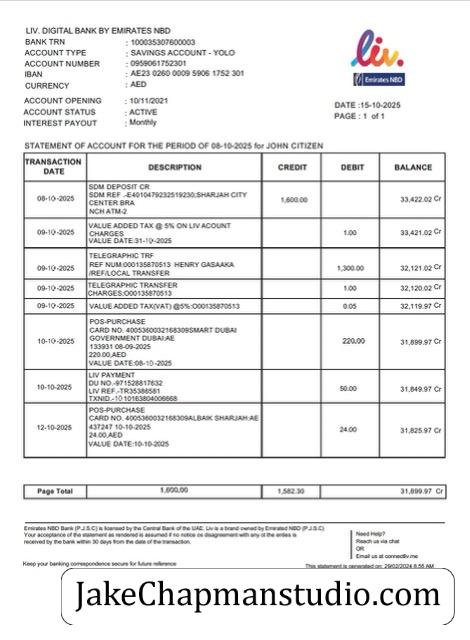 LIV. DIGITAL BANK BY EMIRATES NBD
BANK TRN : 100035307600003
ACCOUNT TYPE : SAVINGS ACCOUNT - YOLO
ACCOUNT NUMBER : 0959061752301
IBAN : AE23 0260 0009 5906 1752 301
CURRENCY : AED
ACCOUNT OPENING : 10/11/2021
ACCOUNT STATUS : ACTIVE
INTEREST PAYOUT : Monthly
liv.
Emirates NBD
DATE :15-10-2025
PAGE : 1 of 1
STATEMENT OF ACCOUNT FOR THE PERIOD OF 08-10-2025 for JOHN CITIZEN
TRANSACTION DATE DESCRIPTION CREDIT DEBIT BALANCE
08-10-2025 SDM DEPOSIT CR 1,600.00 33,422.02 Cr
SDM REF .-E4010479232519230;SHARJAH CITY
CENTER BRA
NCH ATM-2
09-10-2025 VALUE ADDED TAX @ 5% ON LIV ACOUNT 1.00 33,421.02 Cr
CHARGES
VALUE DATE:31-10-2025
09-10-2025 TELEGRAPHIC TRF 1,300.00 32,121.02 Cr
REF NUM:000135870513 HENRY GASAAKA
/REF/LOCAL TRANSFER
09-10-2025 TELEGRAPHIC TRANSFER 1.00 32,120.02 Cr
CHARGES:O00135870513
09-10-2025 VALUE ADDED TAX(VAT) @5%:O00135870513 0.05 32,119.97 Cr
10-10-2025 POS-PURCHASE 220.00 31,899.97 Cr
CARD NO. 4005360032168309SMART DUBAI
GOVERNMENT DUBAI:AE
133931 08-09-2025
220.00,AED
VALUE DATE:08-10-2025
10-10-2025 LIV PAYMENT 50.00 31,849.97 Cr
DU NO.-971528817632
LIV REF.-TR35386581
TXNID.-1010163804006668
12-10-2025 POS-PURCHASE 24.00 31,825.97 Cr
CARD NO. 4005360032168309ALBAIK SHARJAH:AE
437247 10-10-2025
24.00,AED
VALUE DATE:10-10-2025
Page Total 1,600.00 1,582.30 31,899.97 Cr
Emirates NBD Bank (P.J.S.C) is licensed by the Central Bank of the UAE. Liv is a brand owned by Emirated NBD (P.J.S.C)
Your acceptance of the statement as rendered is assumed if no notice os disagreement with any ot the enties is
received by the bank within 30 days from the date of the transaction.
Need Help?
Reach us via chat
OR
Email us at connectliv.me
Keep your banking correspondence secure for future reference
This statement is generated on: 29/02/2024 8.55 AM
JakeChapmanstudio.com